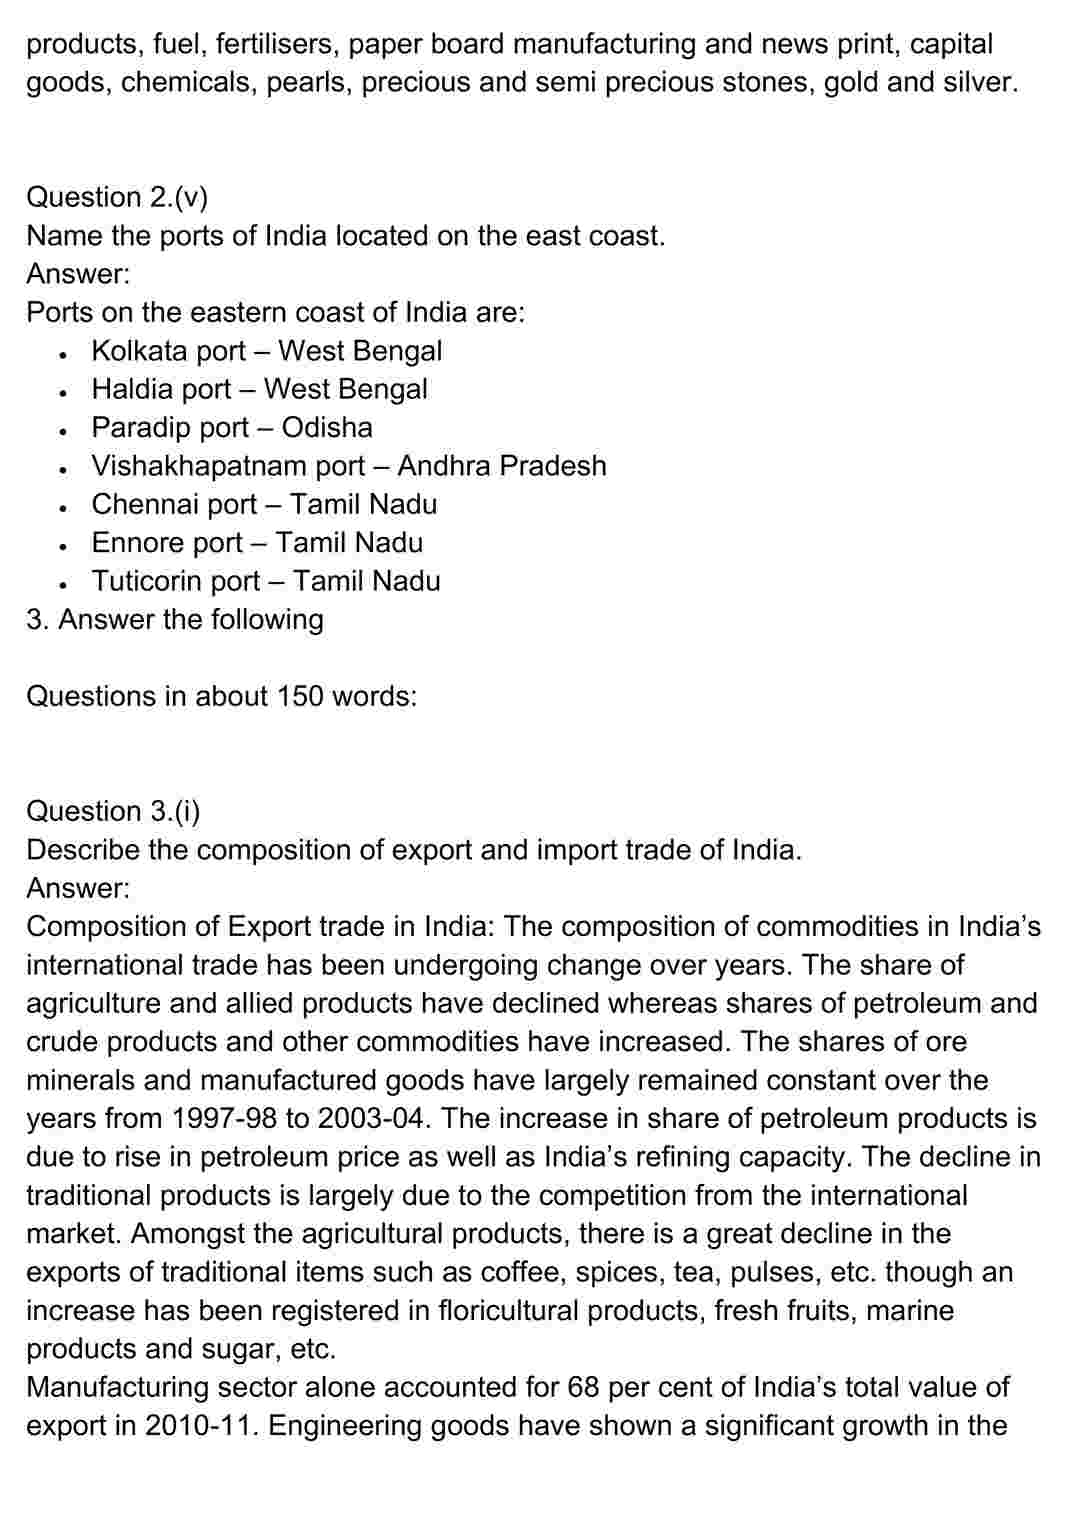 products, fuel, fertilisers, paper board manufacturing and news print, capital
goods, chemicals, pearls, precious and semi precious stones, gold and silver.
Question 2.(v)
Name the ports of India located on the east coast.
Answer:
Ports on the eastern coast of India are:
• Kolkata port – West Bengal
• Haldia port – West Bengal
• Paradip port – Odisha
• Vishakhapatnam port – Andhra Pradesh
• Chennai port – Tamil Nadu
• Ennore port – Tamil Nadu
• Tuticorin port – Tamil Nadu
3. Answer the following
Questions in about 150 words:
Question 3.(i)
Describe the composition of export and import trade of India.
Answer:
Composition of Export trade in India: The composition of commodities in India’s
international trade has been undergoing change over years. The share of
agriculture and allied products have declined whereas shares of petroleum and
crude products and other commodities have increased. The shares of ore
minerals and manufactured goods have largely remained constant over the
years from 1997-98 to 2003-04. The increase in share of petroleum products is
due to rise in petroleum price as well as India’s refining capacity. The decline in
traditional products is largely due to the competition from the international
market. Amongst the agricultural products, there is a great decline in the
exports of traditional items such as coffee, spices, tea, pulses, etc. though an
increase has been registered in floricultural products, fresh fruits, marine
products and sugar, etc.
Manufacturing sector alone accounted for 68 per cent of India’s total value of
export in 2010-11. Engineering goods have shown a significant growth in the